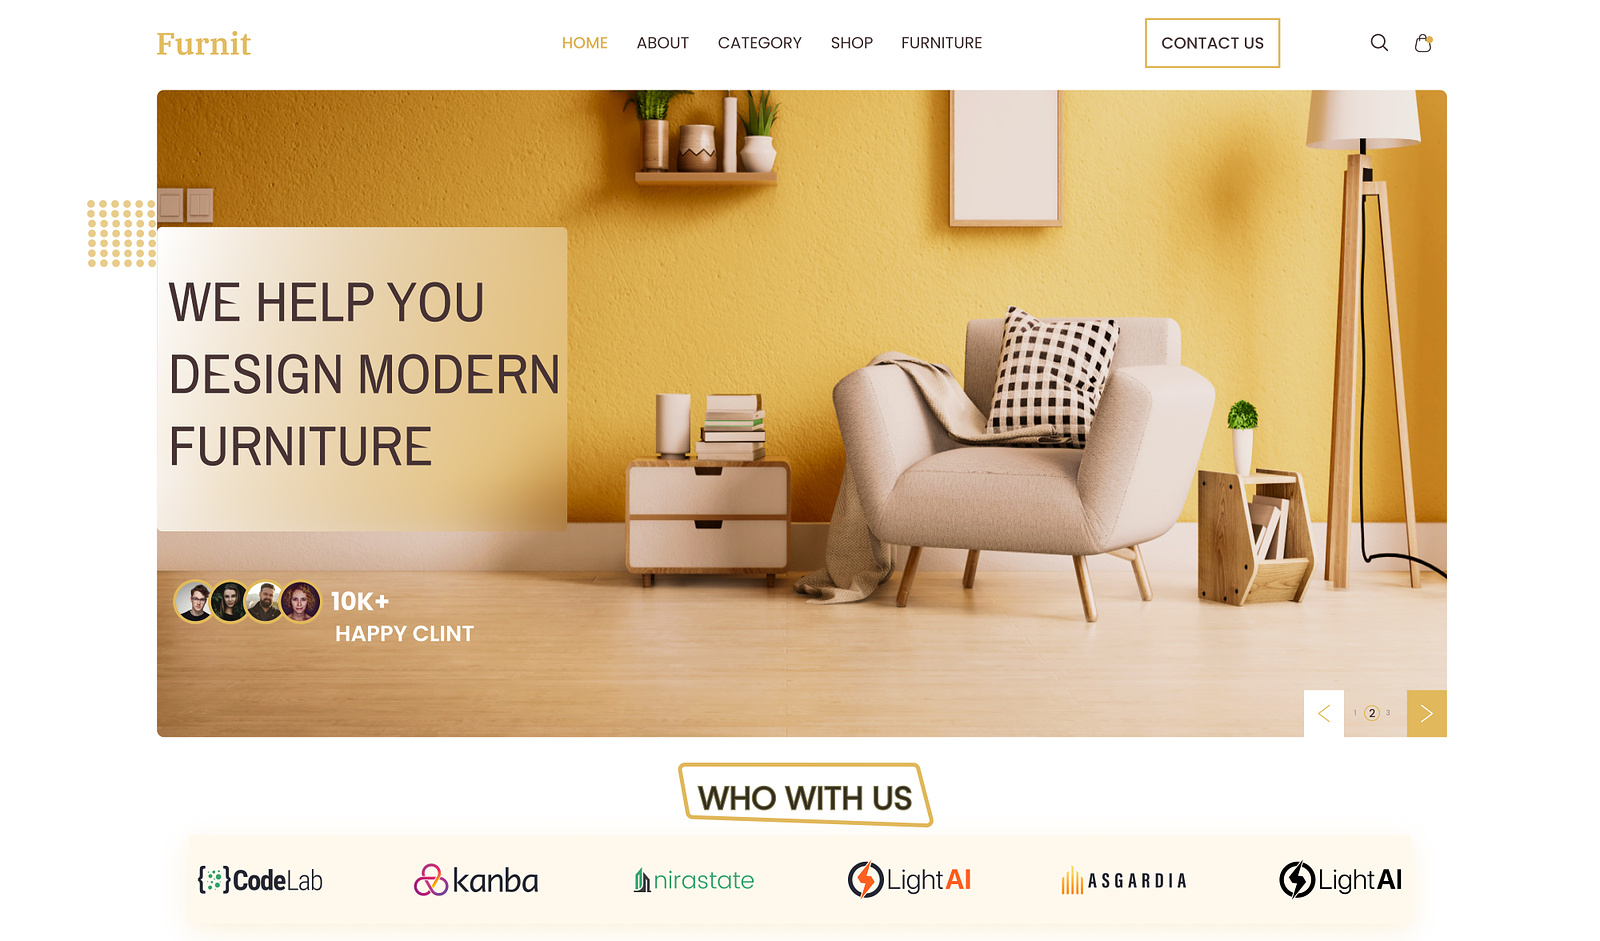 Furnit
HOME ABOUT CATEGORY SHOP FURNITURE
CONTACT US
WE HELP YOU
DESIGN MODERN
FURNITURE
10K+
HAPPY CLINT
1 2 3
WHO WITH US
{}CodeLab
kanba
nirastate
LightAI
ASGARDIA
LightAI